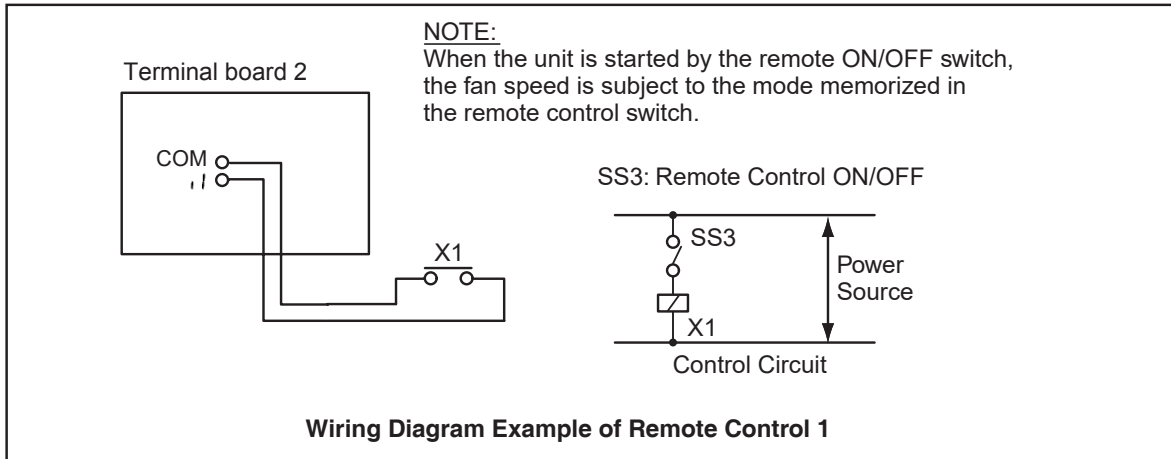 NOTE:
When the unit is started by the remote ON/OFF switch,
the fan speed is subject to the mode memorized in
the remote control switch.
Terminal board 2
COM
X1
SS3: Remote Control ON/OFF
SS3
Power
Source
X1
Control Circuit
Wiring Diagram Example of Remote Control 1